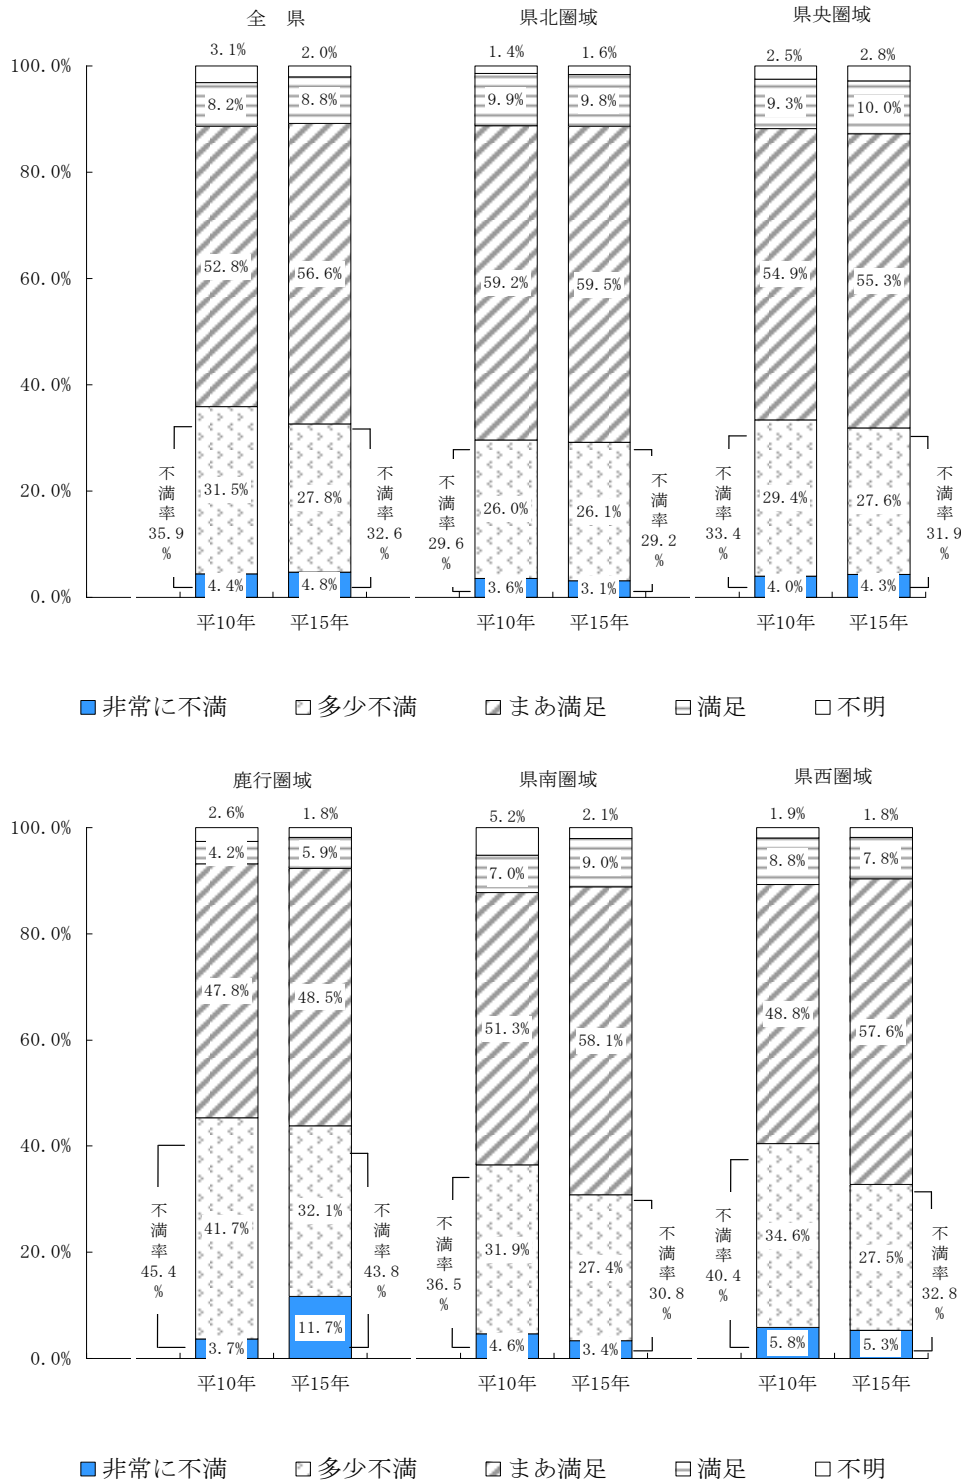 全　県
県北圏域
県央圏域
3.1%
2.0%
1.4%
1.6%
2.5%
2.8%
100.0%
80.0%
60.0%
40.0%
20.0%
0.0%
8.2%
8.8%
9.9%
9.8%
9.3%
10.0%
52.8%
56.6%
59.2%
59.5%
54.9%
55.3%
31.5%
27.8%
26.0%
26.1%
29.4%
27.6%
4.4%
4.8%
3.6%
3.1%
4.0%
4.3%
不満率35.9%
不満率32.6%
不満率29.6%
不満率29.2%
不満率33.4%
不満率31.9%
平10年
平15年
平10年
平15年
平10年
平15年
非常に不満
多少不満
まあ満足
満足
不明
鹿行圏域
県南圏域
県西圏域
2.6%
1.8%
5.2%
2.1%
1.9%
1.8%
100.0%
80.0%
60.0%
40.0%
20.0%
0.0%
4.2%
5.9%
7.0%
9.0%
8.8%
7.8%
47.8%
48.5%
51.3%
58.1%
48.8%
57.6%
41.7%
32.1%
31.9%
27.4%
34.6%
27.5%
3.7%
11.7%
4.6%
3.4%
5.8%
5.3%
不満率45.4%
不満率43.8%
不満率36.5%
不満率30.8%
不満率40.4%
不満率32.8%
平10年
平15年
平10年
平15年
平10年
平15年
非常に不満
多少不満
まあ満足
満足
不明